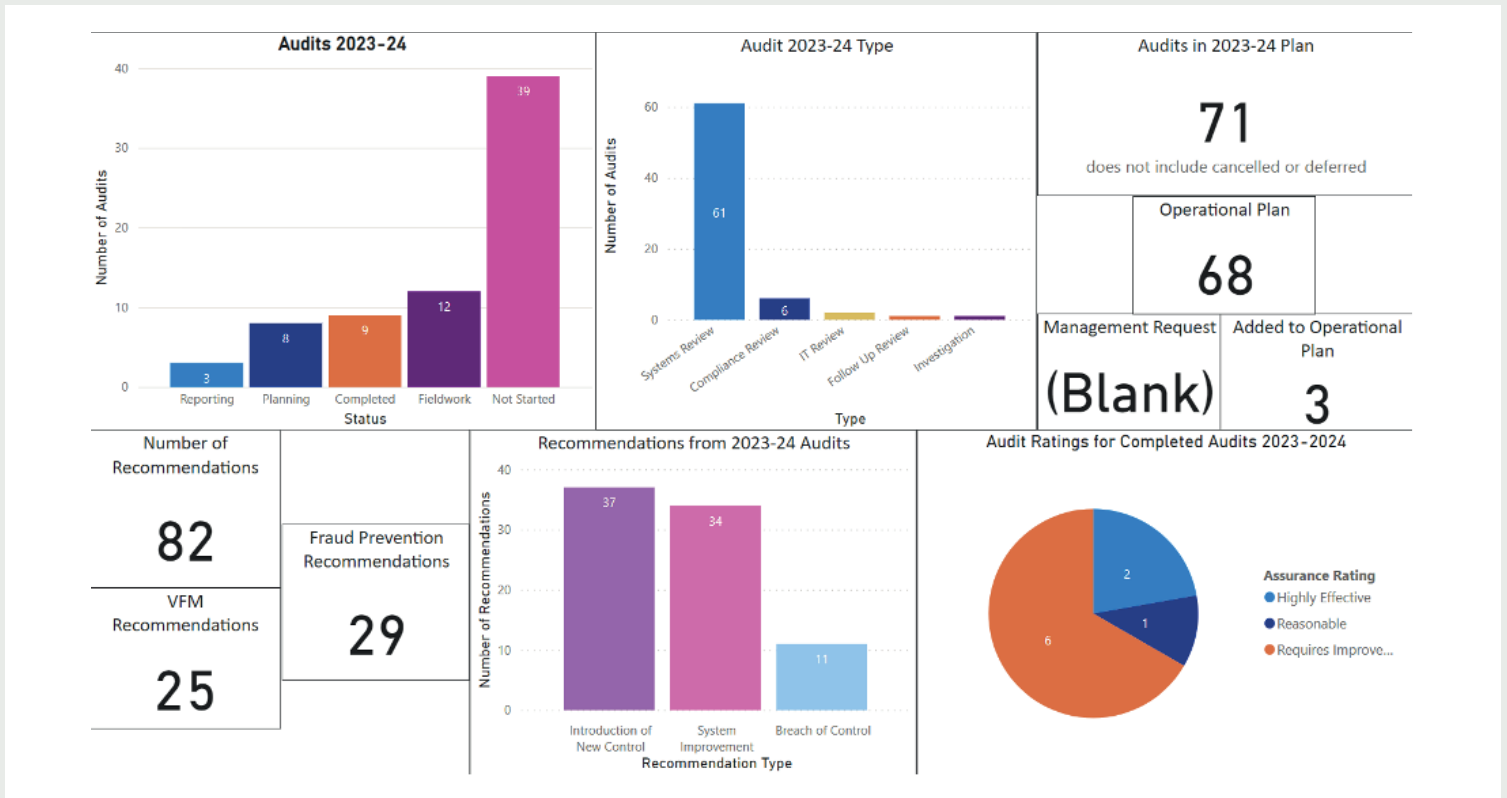 Audits 2023-24
40
30
20
10
0
Number of Audits
3
8
9
12
39
Reporting
Planning
Completed
Fieldwork
Not Started
Status
Audit 2023-24 Type
60
40
20
0
Number of Audits
61
6
Systems Review
Compliance Review
IT Review
Follow Up Review
Investigation
Type
Audits in 2023-24 Plan
71
does not include cancelled or deferred
Operational Plan
68
Management Request
(Blank)
Added to Operational
Plan
3
Number of
Recommendations
82
VFM
Recommendations
25
Fraud Prevention
Recommendations
29
Recommendations from 2023-24 Audits
40
30
20
10
0
Number of Recommendations
37
34
11
Introduction of
New Control
System
Improvement
Breach of Control
Recommendation Type
Audit Ratings for Completed Audits 2023-2024
2
1
6
Assurance Rating
Highly Effective
Reasonable
Requires Improve...